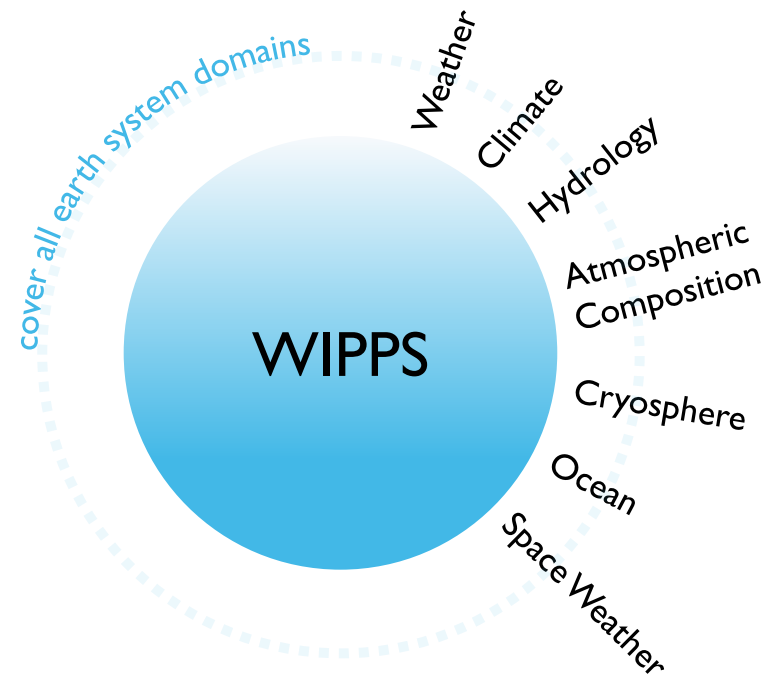 cover all earth system domains
WIPPS
Weather
Climate
Hydrology
Atmospheric
Composition
Cryosphere
Ocean
Space Weather